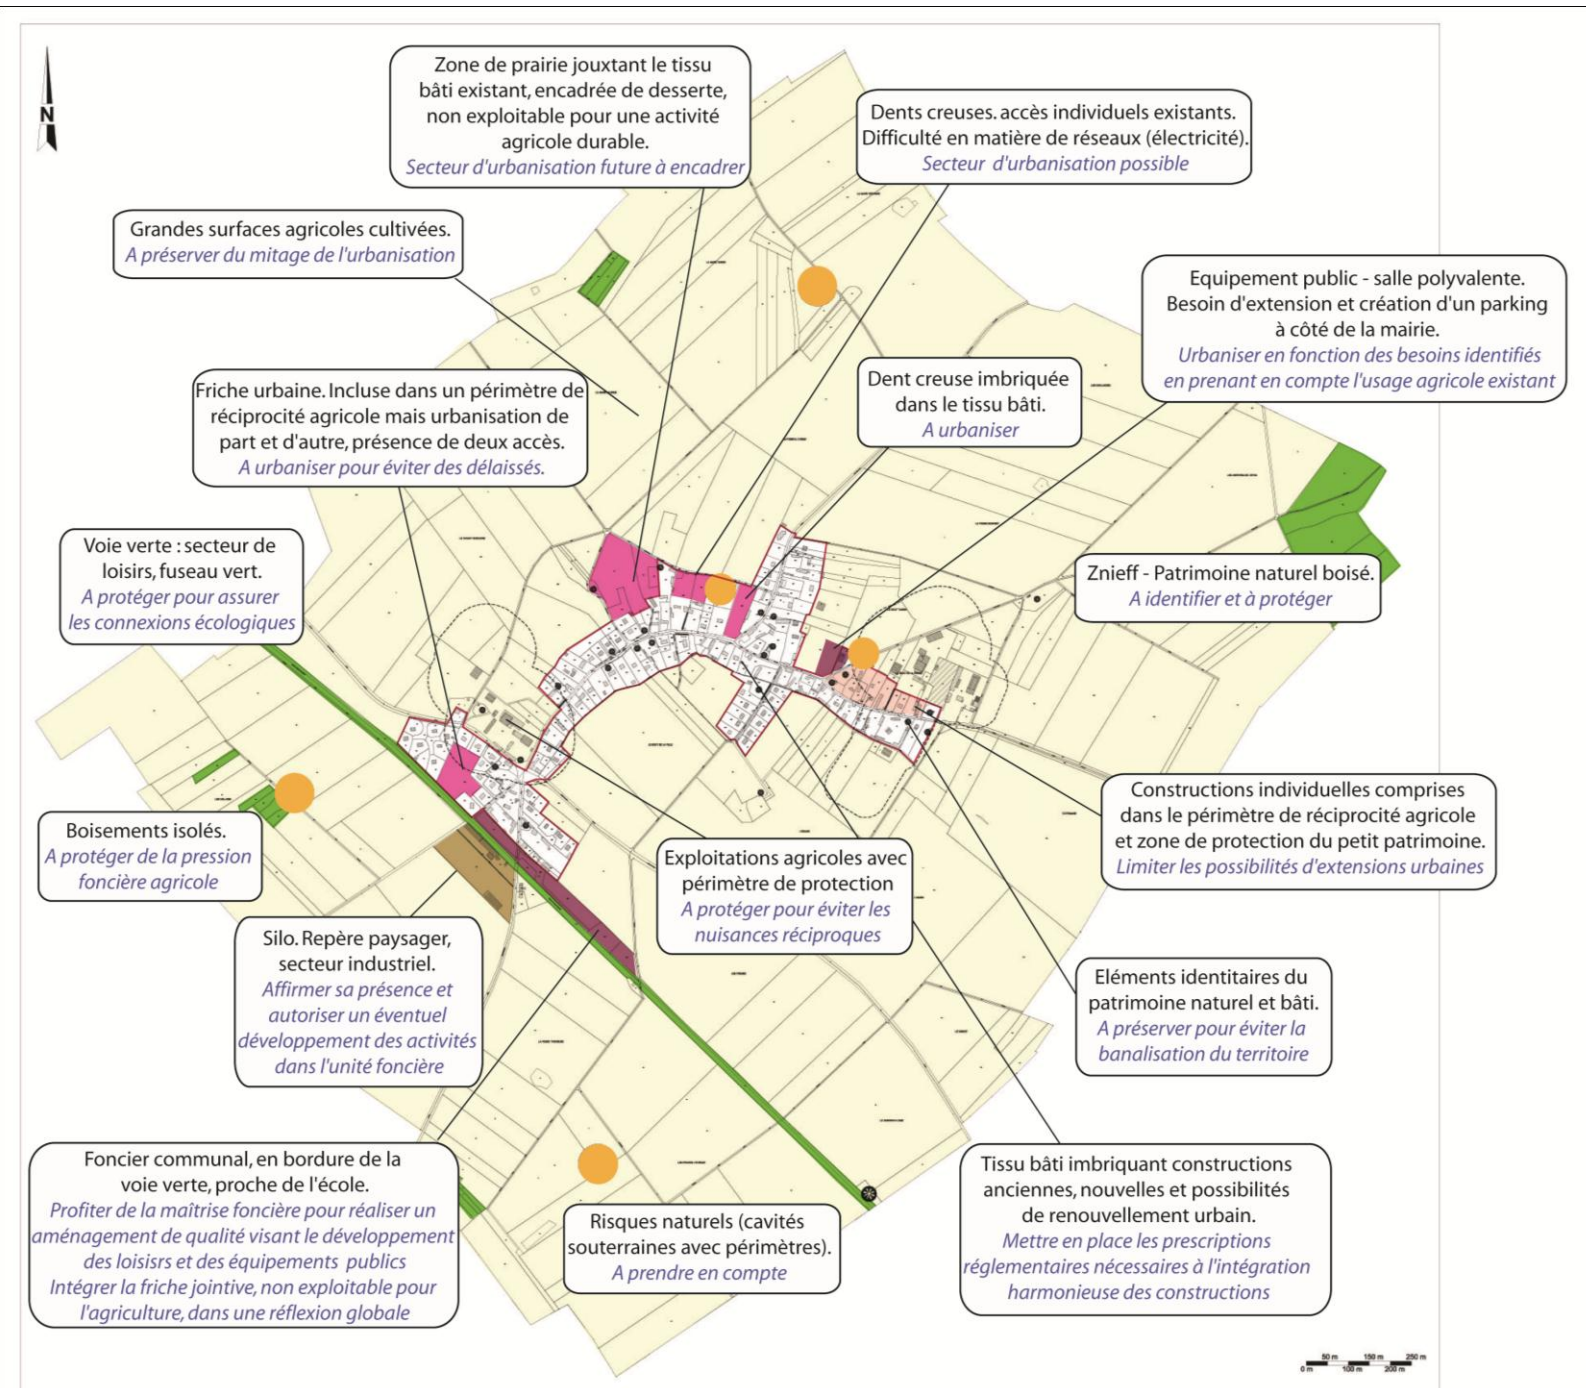 N
Zone de prairie jouxtant le tissu
bâti existant, encadrée de desserte,
non exploitable pour une activité
agricole durable.
Secteur d'urbanisation future à encadrer
Dents creuses. accès individuels existants.
Difficulté en matière de réseaux (électricité).
Secteur d'urbanisation possible
Grandes surfaces agricoles cultivées.
A préserver du mitage de l'urbanisation
Equipement public - salle polyvalente.
Besoin d'extension et création d'un parking
à côté de la mairie.
Urbaniser en fonction des besoins identifiés
en prenant en compte l'usage agricole existant
Friche urbaine. Incluse dans un périmètre de
réciprocité agricole mais urbanisation de
part et d'autre, présence de deux accès.
A urbaniser pour éviter des délaissés.
Dent creuse imbriquée
dans le tissu bâti.
A urbaniser
Voie verte : secteur de
loisirs, fuseau vert.
A protéger pour assurer
les connexions écologiques
Znieff - Patrimoine naturel boisé.
A identifier et à protéger
Boisements isolés.
A protéger de la pression
foncière agricole
Exploitations agricoles avec
périmètre de protection
A protéger pour éviter les
nuisances réciproques
Constructions individuelles comprises
dans le périmètre de réciprocité agricole
et zone de protection du petit patrimoine.
Limiter les possibilités d'extensions urbaines
Silo. Repère paysager,
secteur industriel.
Affirmer sa présence et
autoriser un éventuel
développement des activités
dans l'unité foncière
Eléments identitaires du
patrimoine naturel et bâti.
A préserver pour éviter la
banalisation du territoire
Foncier communal, en bordure de la
voie verte, proche de l'école.
Profiter de la maîtrise foncière pour réaliser un
aménagement de qualité visant le développement
des loisisrs et des équipements publics
Intégrer la friche jointive, non exploitable pour
l'agriculture, dans une réflexion globale
Risques naturels (cavités
souterraines avec périmètres).
A prendre en compte
Tissu bâti imbriquant constructions
anciennes, nouvelles et possibilités
de renouvellement urbain.
Mettre en place les prescriptions
réglementaires nécessaires à l'intégration
harmonieuse des constructions
50 m 150 m 250 m
0 m 100 m 200 m